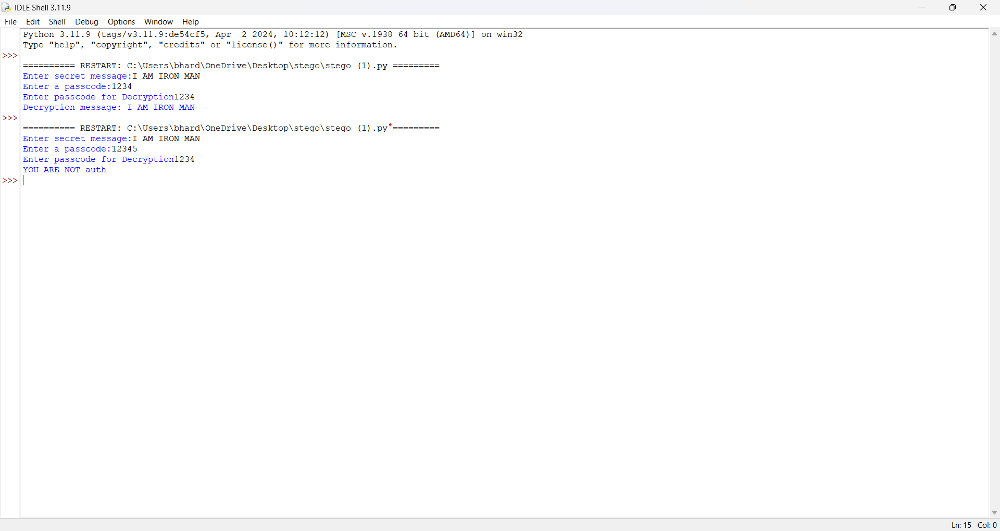 IDLE Shell 3.11.9
File Edit Shell Debug Options Window Help
Python 3.11.9 (tags/v3.11.9:de54cf5, Apr  2 2024, 10:12:12) [MSC v.1938 64 bit (AMD64)] on win32
Type "help", "copyright", "credits" or "license()" for more information.
>>>
========== RESTART: C:\Users\bhard\OneDrive\Desktop\stego\stego (1).py =========
Enter secret message:I AM IRON MAN
Enter a passcode:1234
Enter passcode for Decryption1234
Decryption message: I AM IRON MAN
>>>
========== RESTART: C:\Users\bhard\OneDrive\Desktop\stego\stego (1).py =========
Enter secret message:I AM IRON MAN
Enter a passcode:12345
Enter passcode for Decryption1234
YOU ARE NOT auth
>>>
Ln: 15 Col: 0